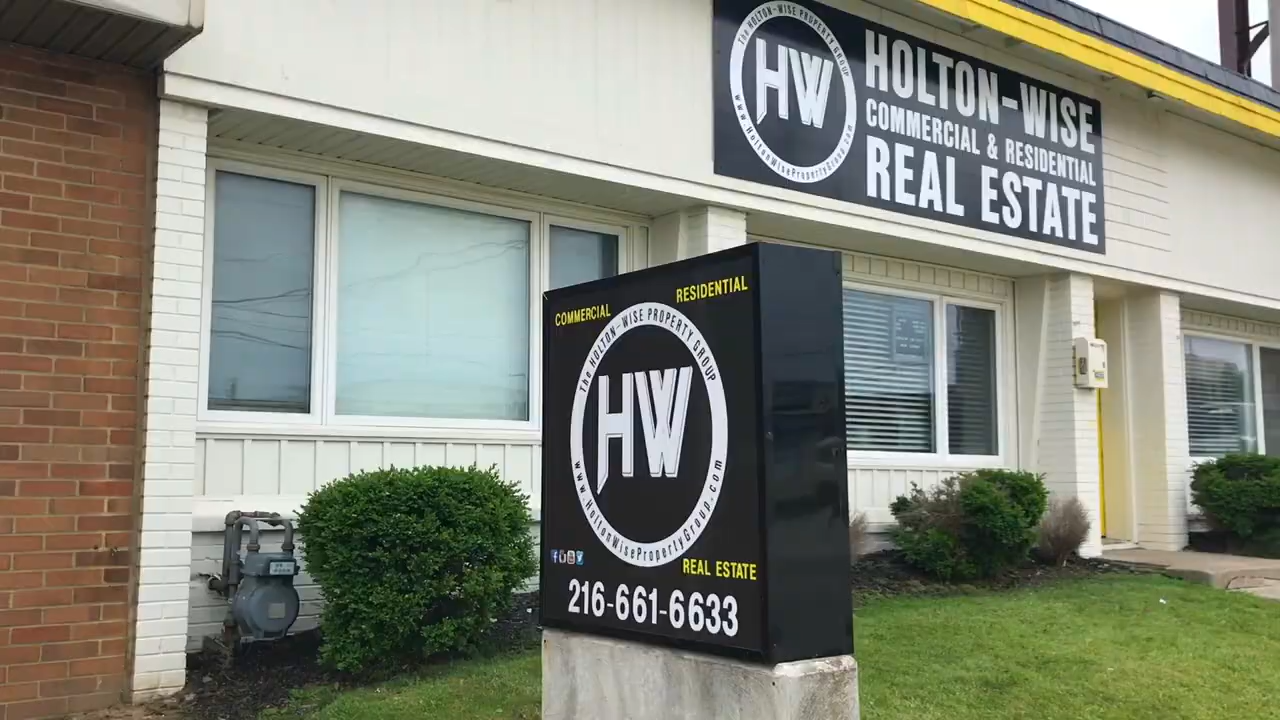 The HOLTON-WISE PROPERTY GROUP
HW
www.HoltonWisePropertyGroup.com
HOLTON-WISE
COMMERCIAL & RESIDENTIAL
REAL ESTATE
COMMERCIAL
RESIDENTIAL
The HOLTON-WISE PROPERTY GROUP
HW
www.HoltonWisePropertyGroup.com
REAL ESTATE
216-661-6633